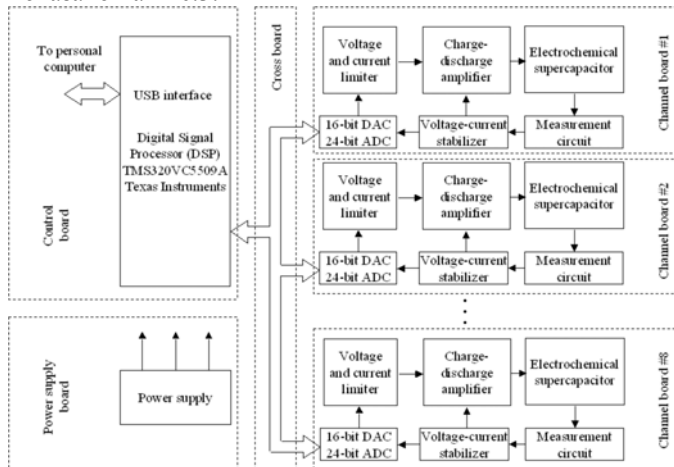 To personal
computer
USB interface
Digital Signal
Processor (DSP)
TMS320VC5509A
Texas Instruments
Control
board
Power supply
Power supply
board
Cross board
Voltage
and current
limiter
Charge-
discharge
amplifier
Electrochemical
supercapacitor
16-bit DAC
24-bit ADC
Voltage-current
stabilizer
Measurement
circuit
Channel board #1
Voltage
and current
limiter
Charge-
discharge
amplifier
Electrochemical
supercapacitor
16-bit DAC
24-bit ADC
Voltage-current
stabilizer
Measurement
circuit
Channel board #2
Voltage
and current
limiter
Charge-
discharge
amplifier
Electrochemical
supercapacitor
16-bit DAC
24-bit ADC
Voltage-current
stabilizer
Measurement
circuit
Channel board #8